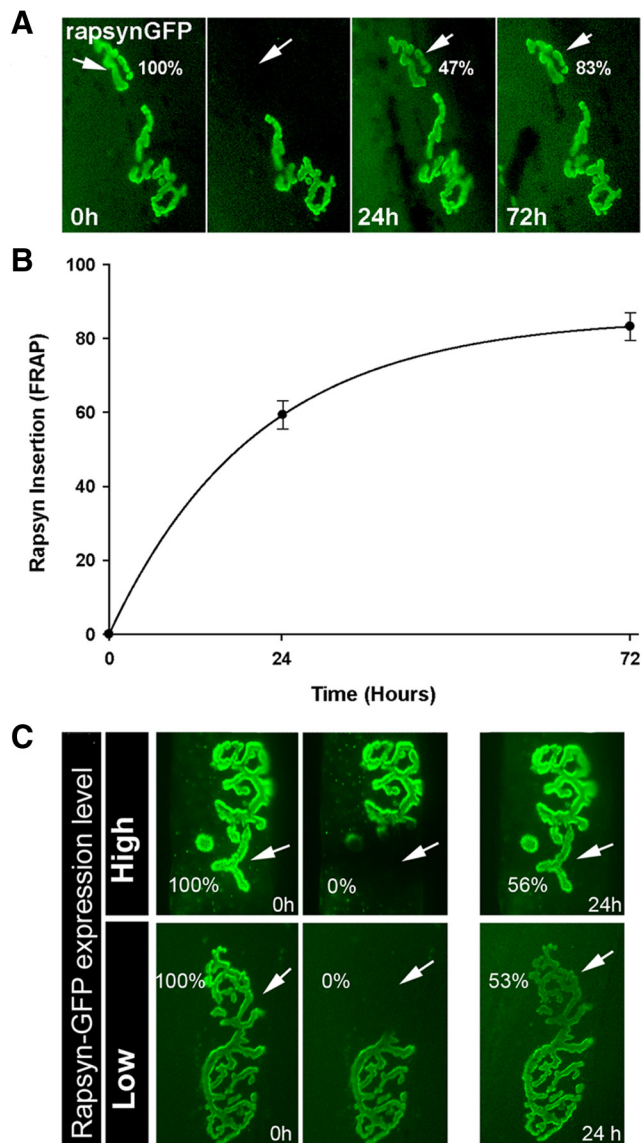 A
rapsynGFP
100%
47%
83%
0h
24h
72h
B
100
80
60
40
20
0
Rapsyn Insertion (FRAP)
0
24
72
Time (Hours)
C
Rapsyn-GFP expression level
High
100%
0h
0%
56%
24h
Low
100%
0h
0%
53%
24 h